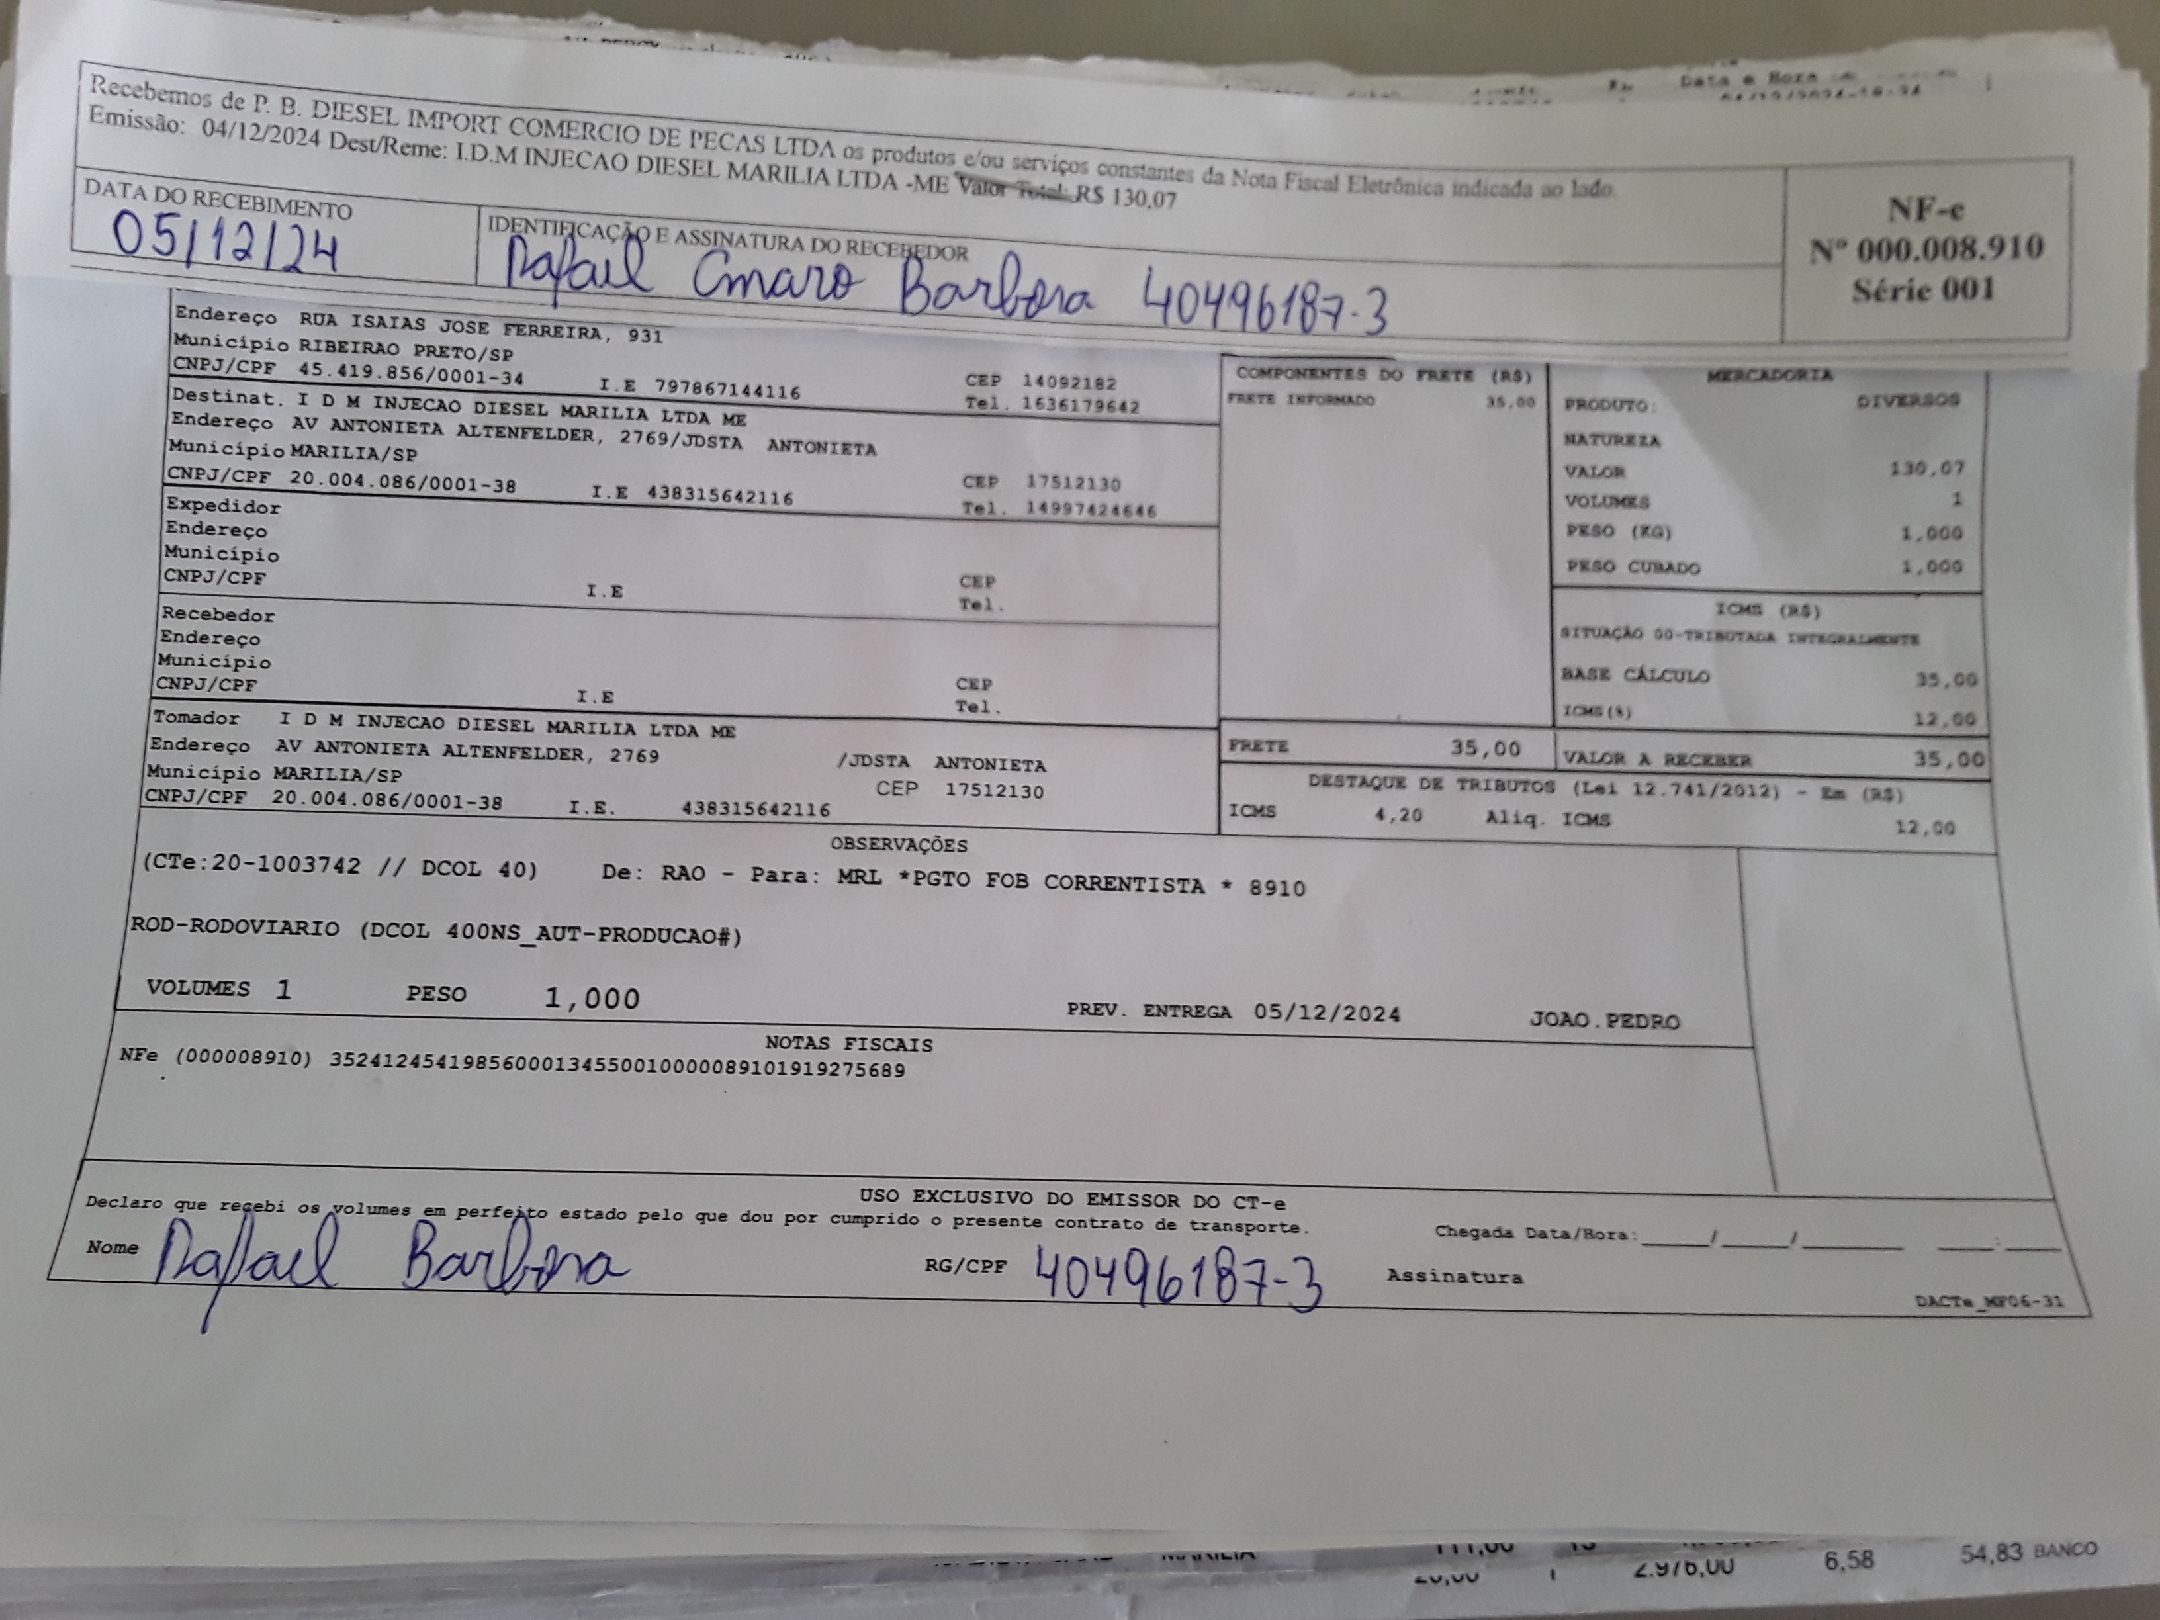 Data e Hora
Recebemos de P. B. DIESEL IMPORT COMERCIO DE PECAS LTDA os produtos e/ou serviços constantes da Nota Fiscal Eletrônica indicada ao lado.
Emissão: 04/12/2024 Dest/Reme: I.D.M INJECAO DIESEL MARILIA LTDA -ME Valor Total: R$ 130,07
NF-e
Nº 000.008.910
Série 001
DATA DO RECEBIMENTO
05/12/24
IDENTIFICAÇÃO E ASSINATURA DO RECEBEDOR
Rafael Amaro Barbosa 40496187-3
Endereço RUA ISAIAS JOSE FERREIRA, 931
Município RIBEIRAO PRETO/SP
CEP 14092182
CNPJ/CPF 45.419.856/0001-34 I.E 797867144116
Tel. 1636179642
Destinat. I D M INJECAO DIESEL MARILIA LTDA ME
Endereço AV ANTONIETA ALTENFELDER, 2769/JDSTA ANTONIETA
Município MARILIA/SP
CEP 17512130
CNPJ/CPF 20.004.086/0001-38 I.E 438315642116
Tel. 14997424646
Expedidor
Endereço
Município
CEP
CNPJ/CPF I.E
Tel.
Recebedor
Endereço
Município
CEP
CNPJ/CPF I.E
Tel.
Tomador I D M INJECAO DIESEL MARILIA LTDA ME
Endereço AV ANTONIETA ALTENFELDER, 2769 /JDSTA ANTONIETA
Município MARILIA/SP CEP 17512130
CNPJ/CPF 20.004.086/0001-38 I.E. 438315642116
COMPONENTES DO FRETE (R$)
FRETE INFORMADO 35,00
MERCADORIA
PRODUTO: DIVERSOS
NATUREZA
VALOR 130,07
VOLUMES 1
PESO (KG) 1,000
PESO CUBADO 1,000
ICMS (R$)
SITUAÇÃO 00-TRIBUTADA INTEGRALMENTE
BASE CÁLCULO 35,00
ICMS(%) 12,00
FRETE 35,00
VALOR A RECEBER 35,00
DESTAQUE DE TRIBUTOS (Lei 12.741/2012) - Em (R$)
ICMS 4,20 Aliq. ICMS 12,00
OBSERVAÇÕES
(CTe:20-1003742 // DCOL 40) De: RAO - Para: MRL *PGTO FOB CORRENTISTA * 8910
ROD-RODOVIARIO (DCOL 400NS_AUT-PRODUCAO#)
VOLUMES 1 PESO 1,000 PREV. ENTREGA 05/12/2024 JOAO.PEDRO
NOTAS FISCAIS
NFe (000008910) 35241245419856000134550010000089101919275689
USO EXCLUSIVO DO EMISSOR DO CT-e
Declaro que recebi os volumes em perfeito estado pelo que dou por cumprido o presente contrato de transporte.
Chegada Data/Hora:_____/_____/_______ ____:____
Nome Rafael Barbosa RG/CPF 40496187-3 Assinatura
DACTe_MF06-31
2.976,00 6,58 54,83 BANCO